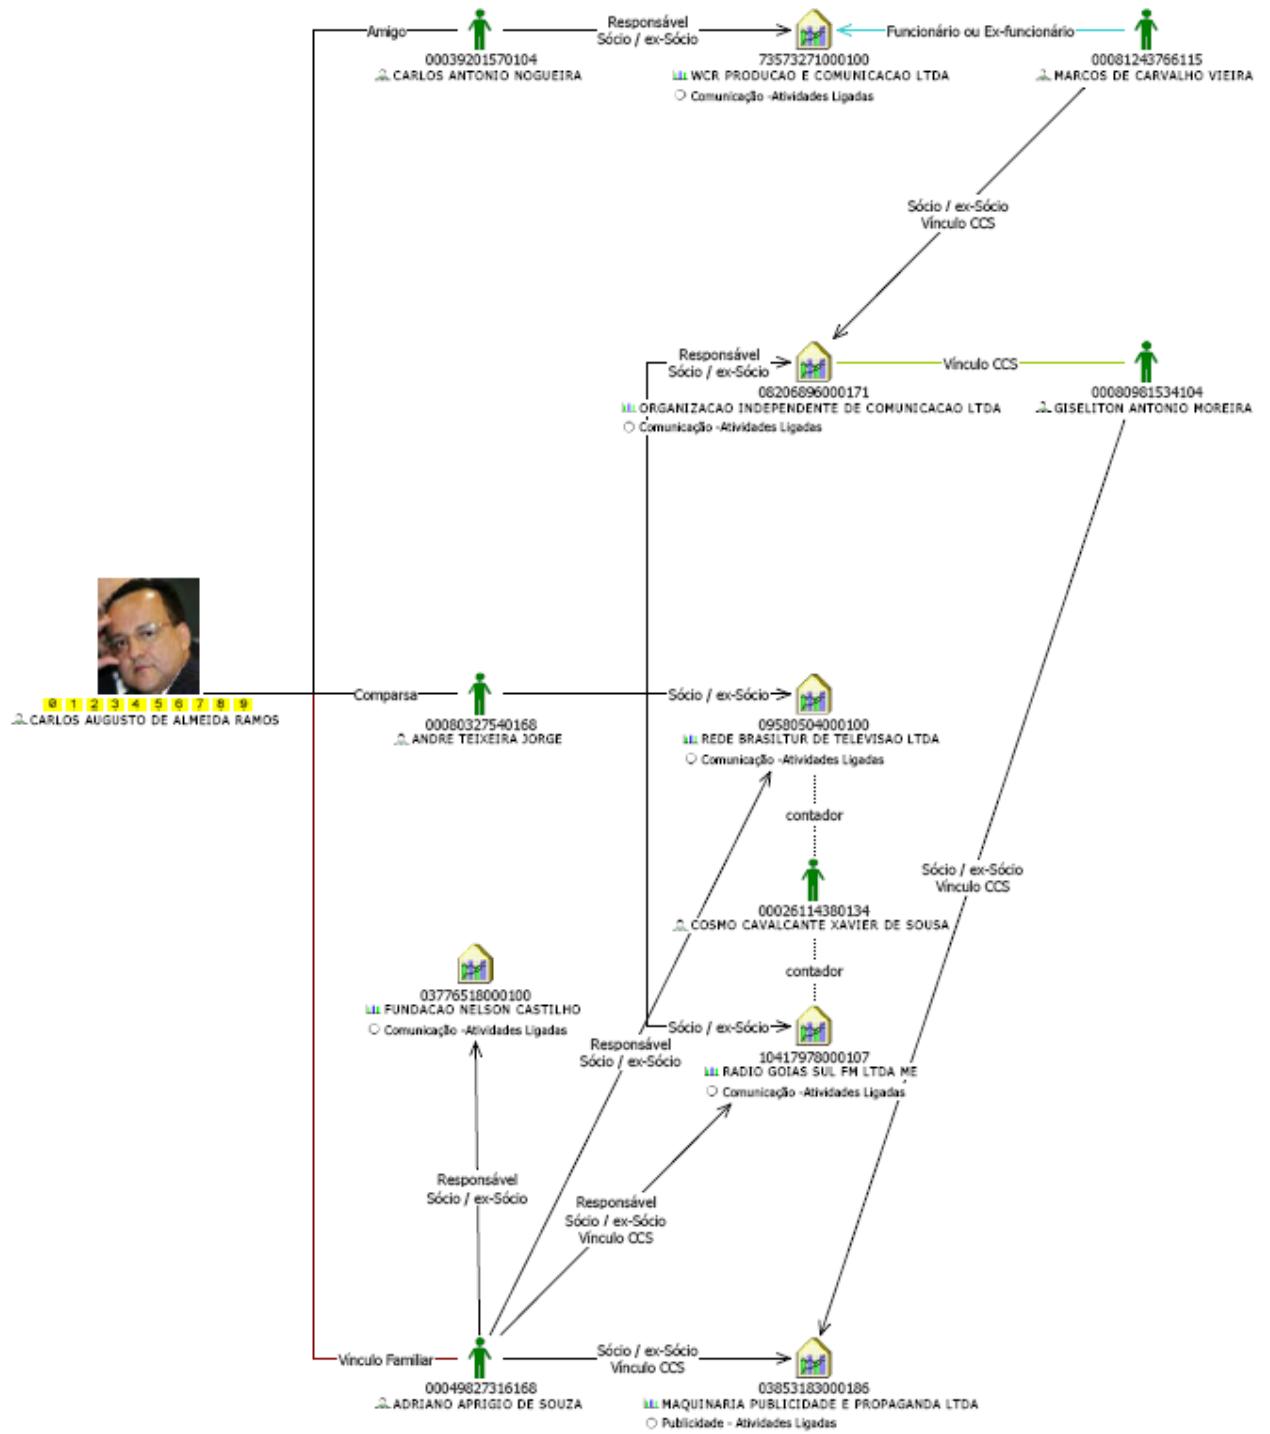 Amigo
Responsável
Sócio / ex-Sócio
Funcionário ou Ex-funcionário
00039201570104
CARLOS ANTONIO NOGUEIRA
73573271000100
WCR PRODUCAO E COMUNICACAO LTDA
Comunicação -Atividades Ligadas
00081243766115
MARCOS DE CARVALHO VIEIRA
Sócio / ex-Sócio
Vínculo CCS
Responsável
Sócio / ex-Sócio
Vínculo CCS
08206896000171
ORGANIZACAO INDEPENDENTE DE COMUNICACAO LTDA
Comunicação -Atividades Ligadas
00080981534104
GISELITON ANTONIO MOREIRA
0 1 2 3 4 5 6 7 8 9
CARLOS AUGUSTO DE ALMEIDA RAMOS
Comparsa
00080327540168
ANDRE TEIXEIRA JORGE
Sócio / ex-Sócio
09580504000100
REDE BRASILTUR DE TELEVISAO LTDA
Comunicação -Atividades Ligadas
contador
Sócio / ex-Sócio
Vínculo CCS
00026114380134
COSMO CAVALCANTE XAVIER DE SOUSA
contador
03776518000100
FUNDACAO NELSON CASTILHO
Comunicação -Atividades Ligadas
Sócio / ex-Sócio
Responsável
Sócio / ex-Sócio
10417978000107
RADIO GOIAS SUL FM LTDA ME
Comunicação -Atividades Ligadas
Responsável
Sócio / ex-Sócio
Responsável
Sócio / ex-Sócio
Vínculo CCS
Vínculo Familiar
00049827316168
ADRIANO APRIGIO DE SOUZA
Sócio / ex-Sócio
Vínculo CCS
03853183000186
MAQUINARIA PUBLICIDADE E PROPAGANDA LTDA
Publicidade - Atividades Ligadas